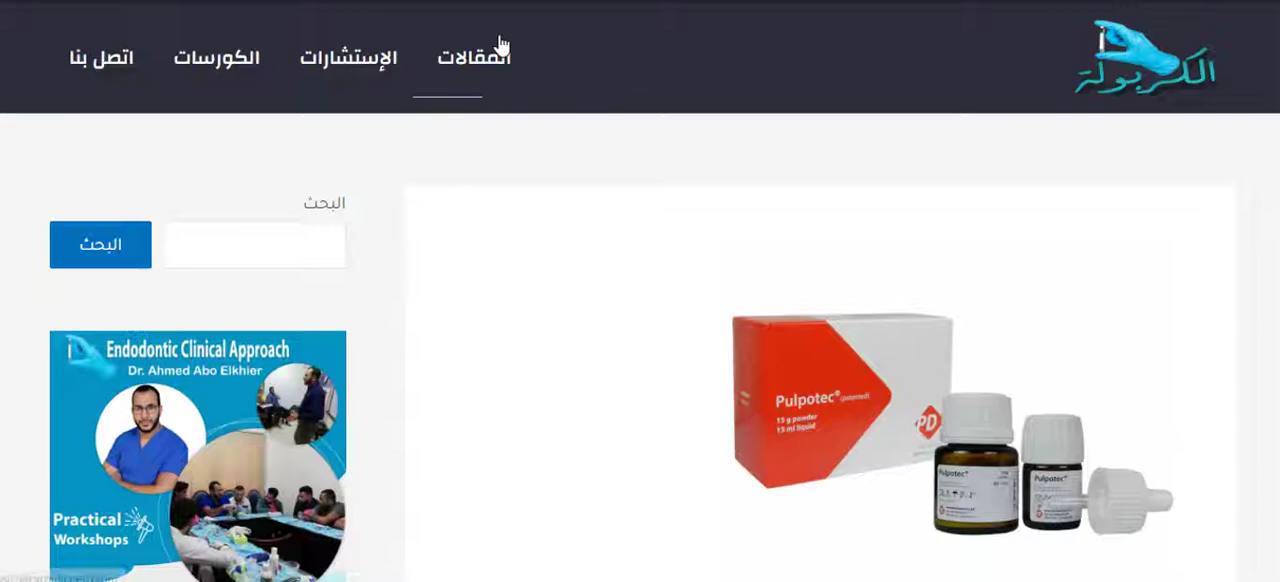 الكربولة
المقالات
الإستشارات
الكورسات
اتصل بنا
البحث
البحث
Endodontic Clinical Approach
Dr. Ahmed Abo Elkhier
Practical
Workshops
Pulpotec® (patented)
15 g powder
15 ml liquid
PD
Pulpotec®
Pulpotec®